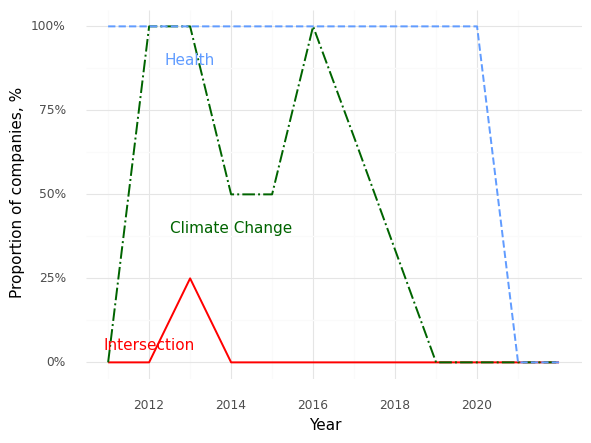 Proportion of companies, %
100%
75%
50%
25%
0%
Health
Climate Change
Intersection
2012 2014 2016 2018 2020
Year